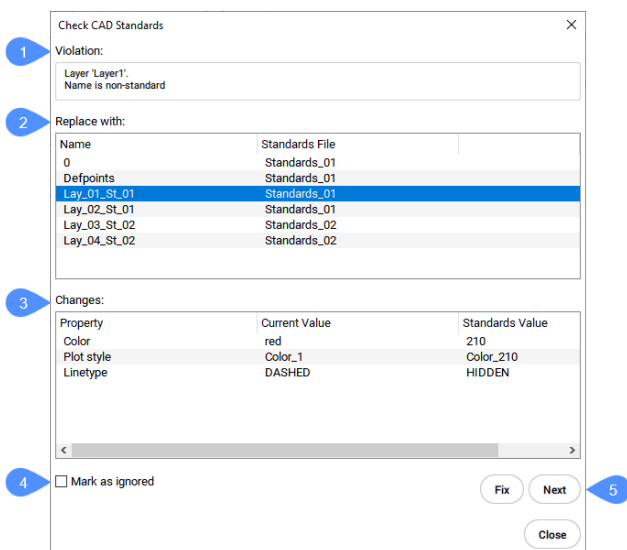 Check CAD Standards
1
Violation:
Layer 'Layer1'.
Name is non-standard
2
Replace with:
Name Standards File
0 Standards_01
Defpoints Standards_01
Lay_01_St_01 Standards_01
Lay_02_St_01 Standards_01
Lay_03_St_02 Standards_02
Lay_04_St_02 Standards_02
3
Changes:
Property Current Value Standards Value
Color red 210
Plot style Color_1 Color_210
Linetype DASHED HIDDEN
4
Mark as ignored
Fix Next
5
Close